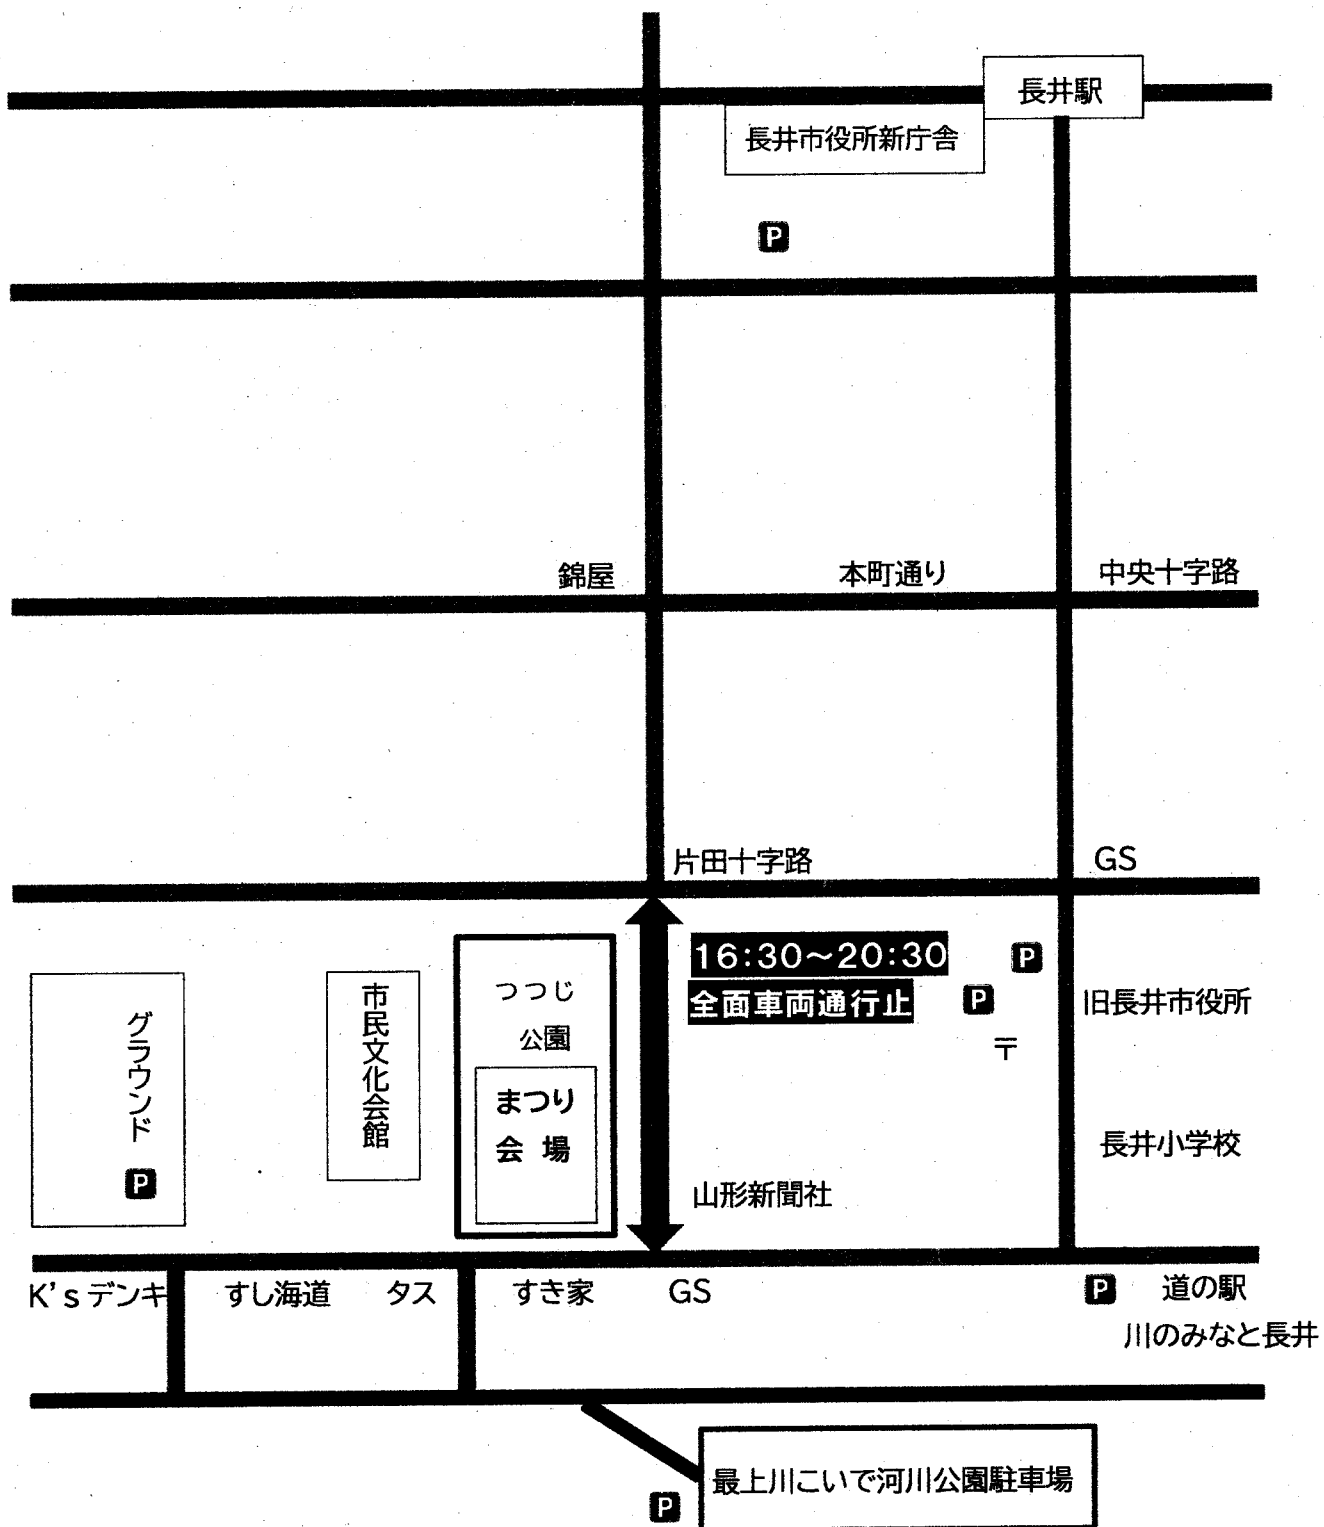 長井駅
長井市役所新庁舎
P
錦屋
本町通り
中央十字路
片田十字路
GS
16:30～20:30
全面車両通行止
P
P
〒
旧長井市役所
つつじ
公園
まつり
会場
市民文化会館
グラウンド
P
長井小学校
山形新聞社
K'sデンキ
すし海道
タス
すき家
GS
P
道の駅
川のみなと長井
最上川こいで河川公園駐車場
P